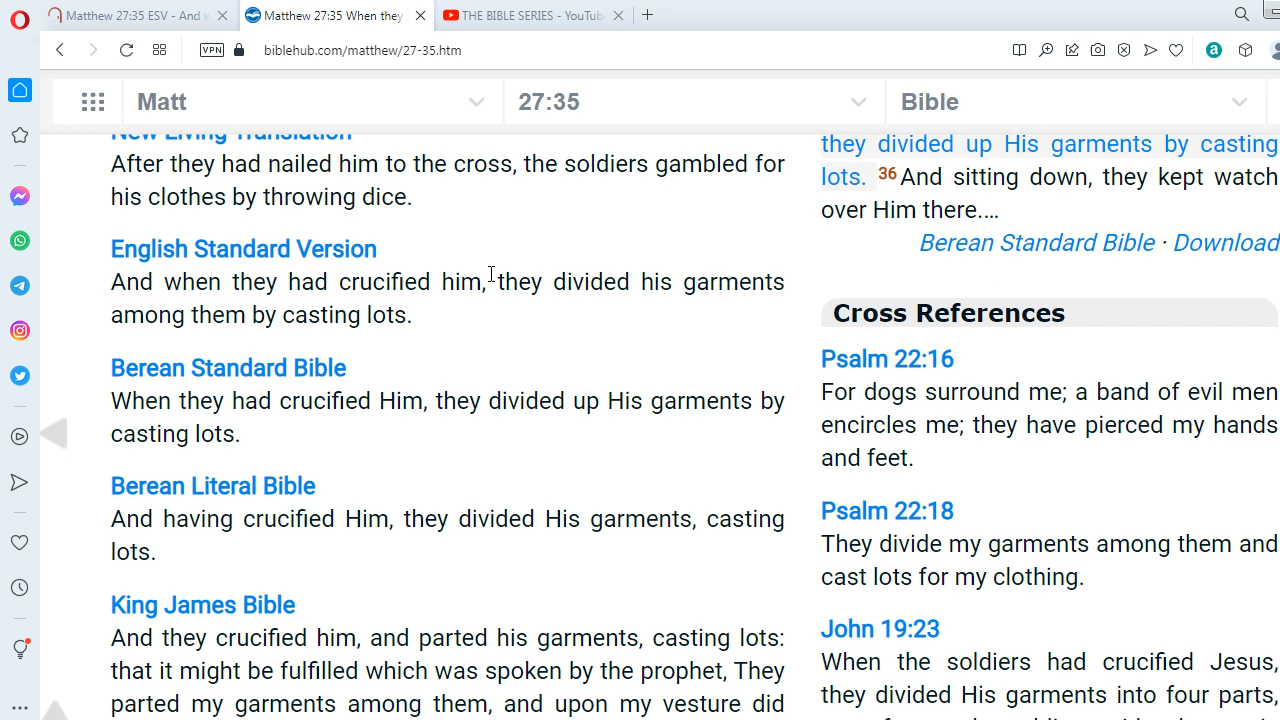 Matthew 27:35 ESV - And
Matthew 27:35 When they
THE BIBLE SERIES - YouTub
VPN
biblehub.com/matthew/27-35.htm
a
Matt
27:35
Bible
New Living Translation
After they had nailed him to the cross, the soldiers gambled for
his clothes by throwing dice.
English Standard Version
And when they had crucified him, they divided his garments
among them by casting lots.
Berean Standard Bible
When they had crucified Him, they divided up His garments by
casting lots.
Berean Literal Bible
And having crucified Him, they divided His garments, casting
lots.
King James Bible
And they crucified him, and parted his garments, casting lots:
that it might be fulfilled which was spoken by the prophet, They
parted my garments among them, and upon my vesture did
they divided up His garments by casting
lots. 36 And sitting down, they kept watch
over Him there.…
Berean Standard Bible · Download
Cross References
Psalm 22:16
For dogs surround me; a band of evil men
encircles me; they have pierced my hands
and feet.
Psalm 22:18
They divide my garments among them and
cast lots for my clothing.
John 19:23
When the soldiers had crucified Jesus,
they divided His garments into four parts,